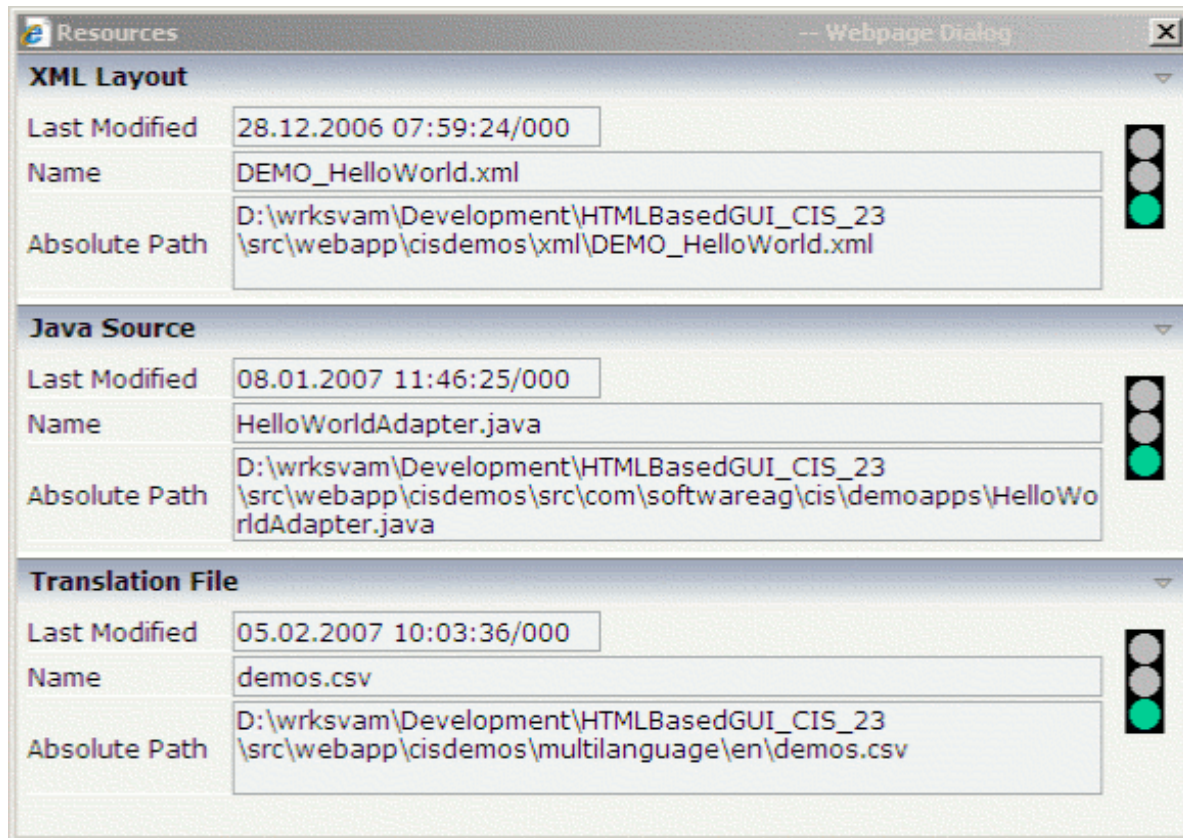 Resources -- Webpage Dialog
XML Layout
Last Modified 28.12.2006 07:59:24/000
Name DEMO_HelloWorld.xml
Absolute Path D:\wrksvam\Development\HTMLBasedGUI_CIS_23
\src\webapp\cisdemos\xml\DEMO_HelloWorld.xml
Java Source
Last Modified 08.01.2007 11:46:25/000
Name HelloWorldAdapter.java
Absolute Path D:\wrksvam\Development\HTMLBasedGUI_CIS_23
\src\webapp\cisdemos\src\com\softwareag\cis\demoapps\HelloWo
rldAdapter.java
Translation File
Last Modified 05.02.2007 10:03:36/000
Name demos.csv
Absolute Path D:\wrksvam\Development\HTMLBasedGUI_CIS_23
\src\webapp\cisdemos\multilanguage\en\demos.csv